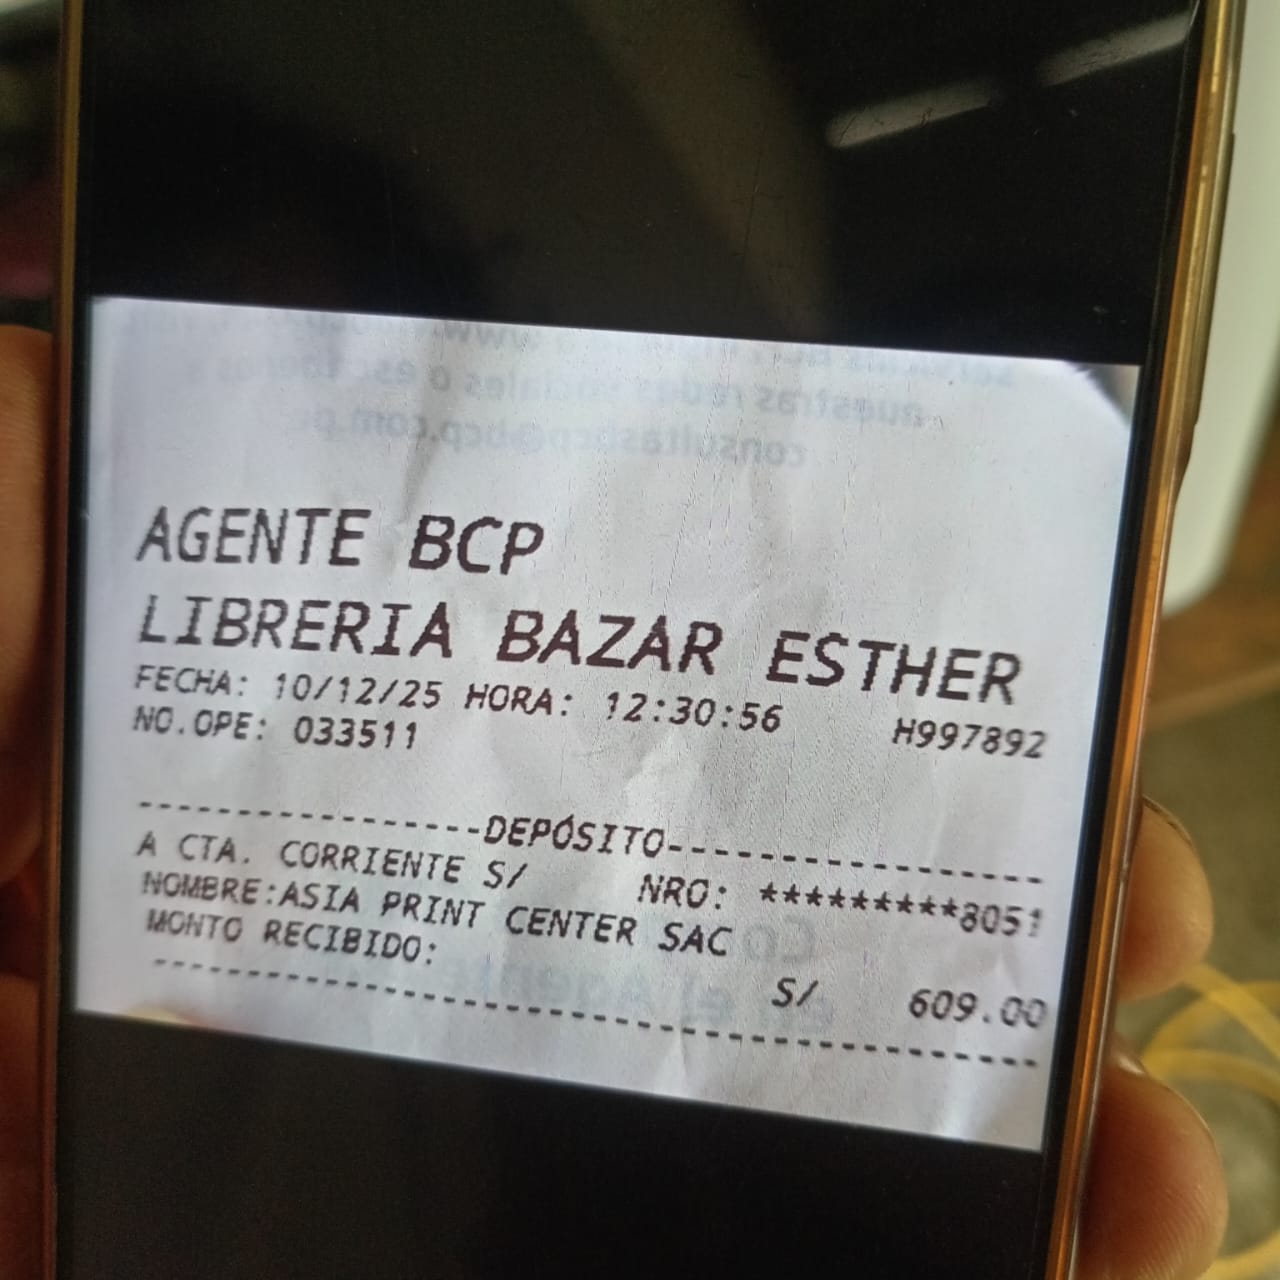 AGENTE BCP
LIBRERIA BAZAR ESTHER
FECHA: 10/12/25 HORA: 12:30:56 H997892
NO.OPE: 033511
----------------DEPÓSITO------------------
A CTA. CORRIENTE S/ NRO: *********8051
NOMBRE:ASIA PRINT CENTER SAC
MONTO RECIBIDO: S/ 609.00
------------------------------------------